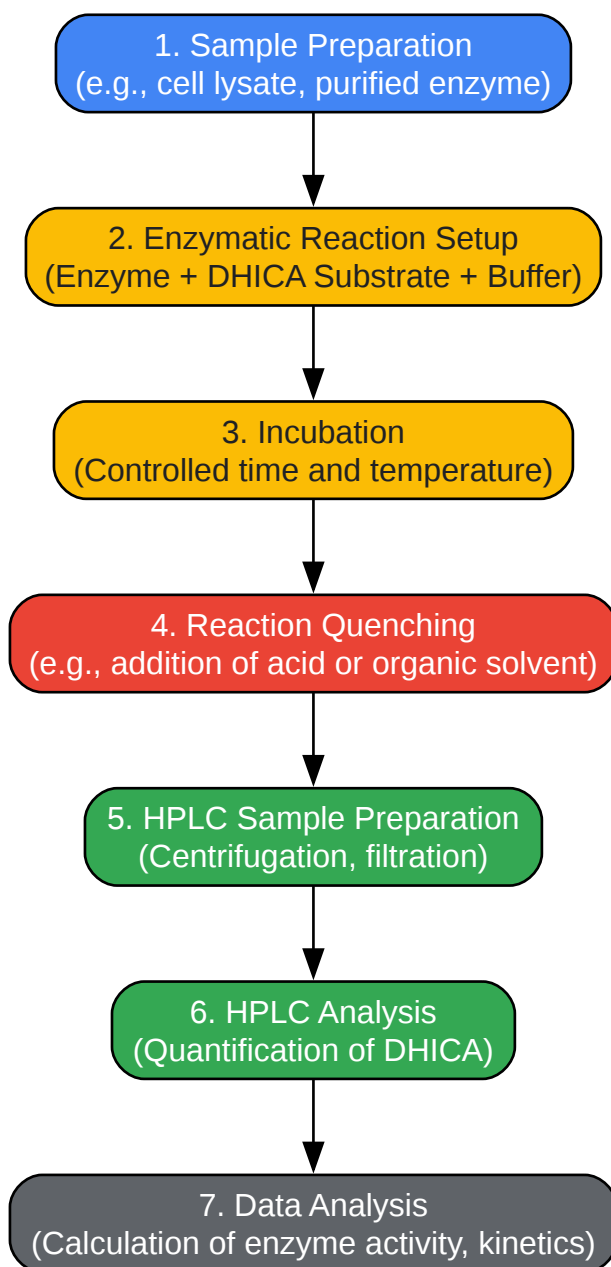 1. Sample Preparation
(e.g., cell lysate, purified enzyme)
2. Enzymatic Reaction Setup
(Enzyme + DHICA Substrate + Buffer)
3. Incubation
(Controlled time and temperature)
4. Reaction Quenching
(e.g., addition of acid or organic solvent)
5. HPLC Sample Preparation
(Centrifugation, filtration)
6. HPLC Analysis
(Quantification of DHICA)
7. Data Analysis
(Calculation of enzyme activity, kinetics)